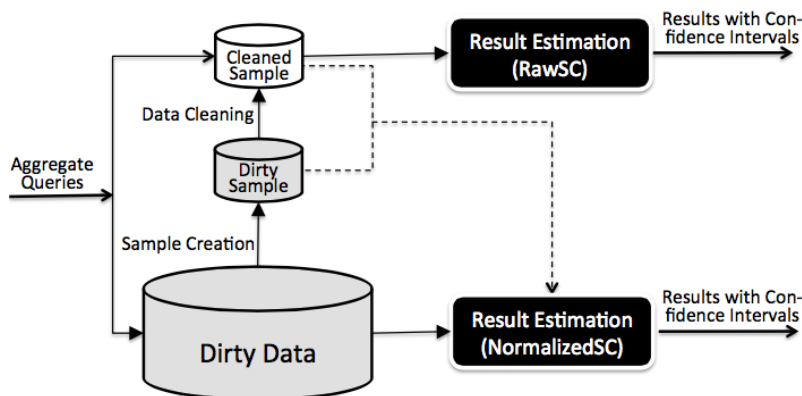 Results with Con-
fidence Intervals
Cleaned
Sample
Result Estimation
(RawSC)
Data Cleaning
Aggregate
Queries
Dirty
Sample
Sample Creation
Results with Con-
fidence Intervals
Result Estimation
(NormalizedSC)
Dirty Data